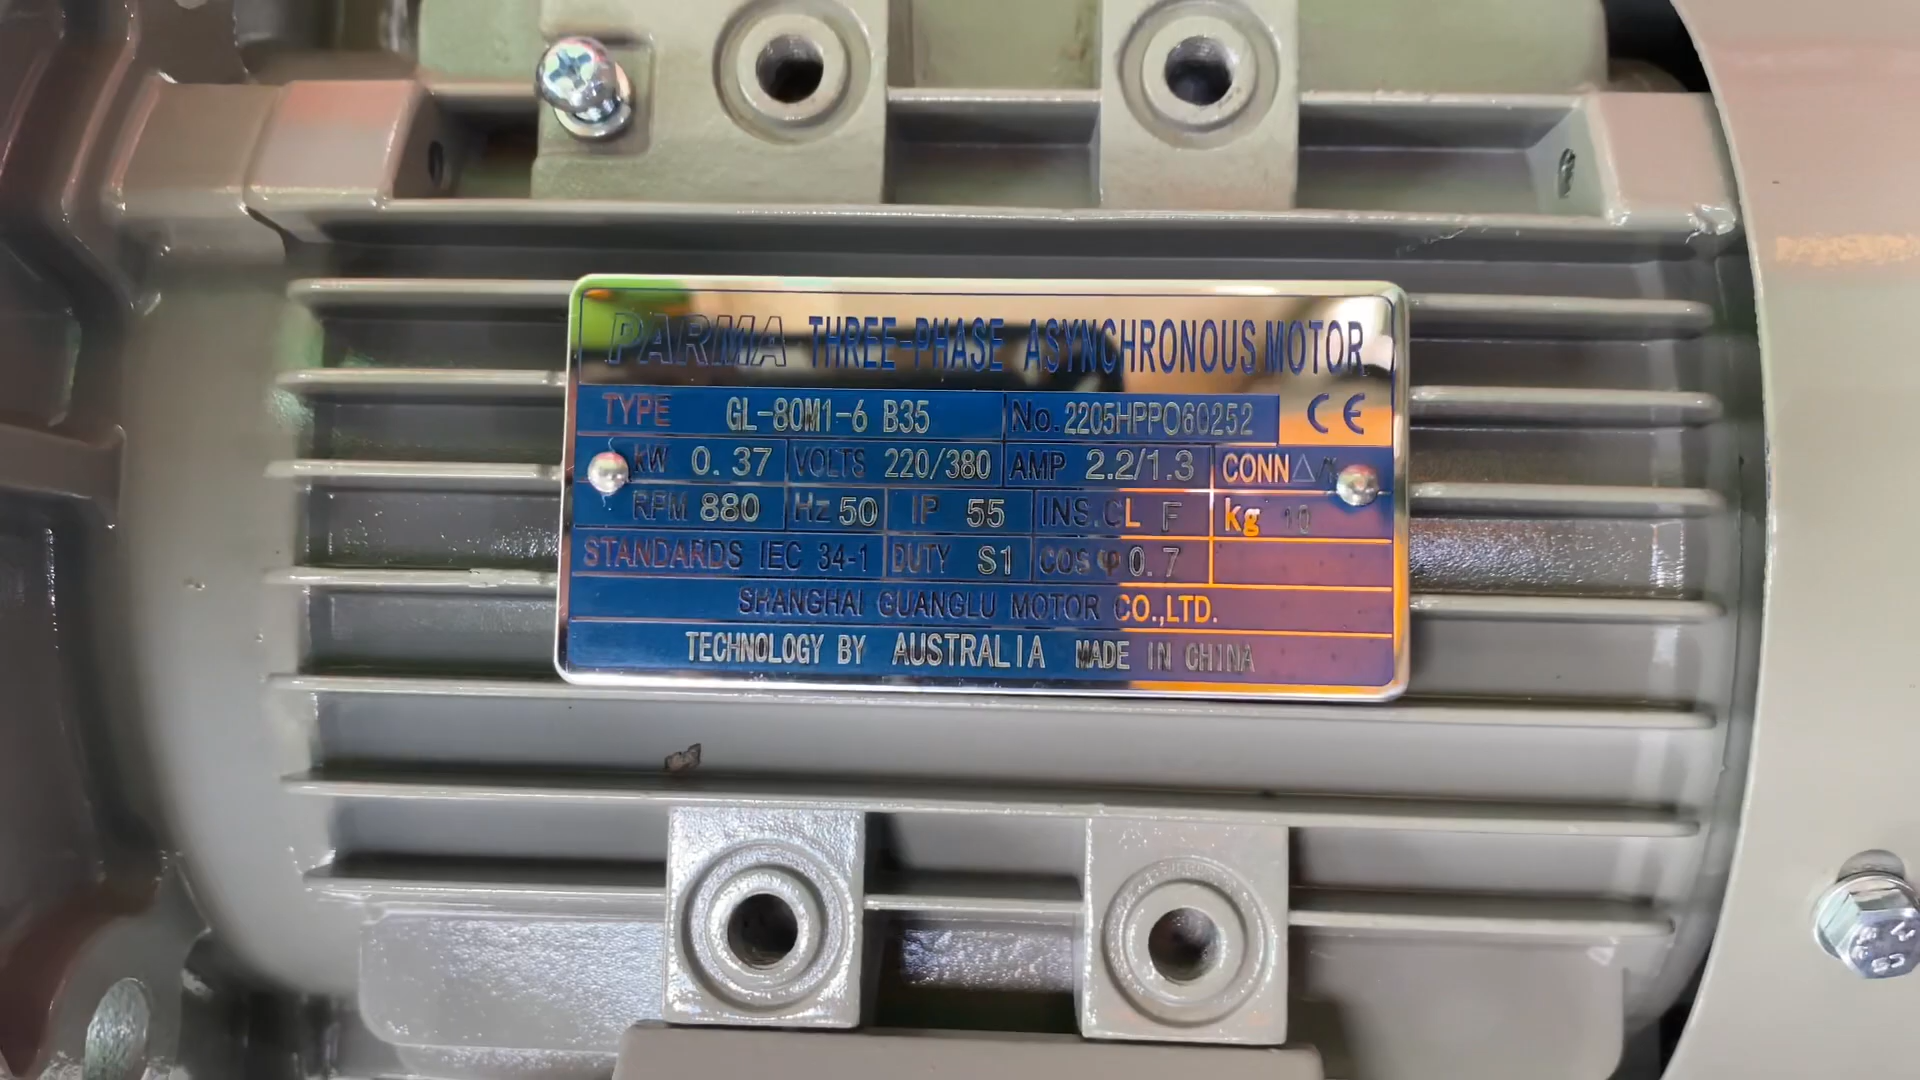 PARMA THREE-PHASE ASYNCHRONOUS MOTOR
TYPE GL-80M1-6 B35 No. 2205HPPO60252 CE
kW 0.37 VOLTS 220/380 AMP 2.2/1.3 CONN △/
RPM 880 Hz 50 IP 55 INS.CL F kg 10
STANDARDS IEC 34-1 DUTY S1 COS φ 0.7
SHANGHAI GUANGLU MOTOR CO.,LTD.
TECHNOLOGY BY AUSTRALIA MADE IN CHINA